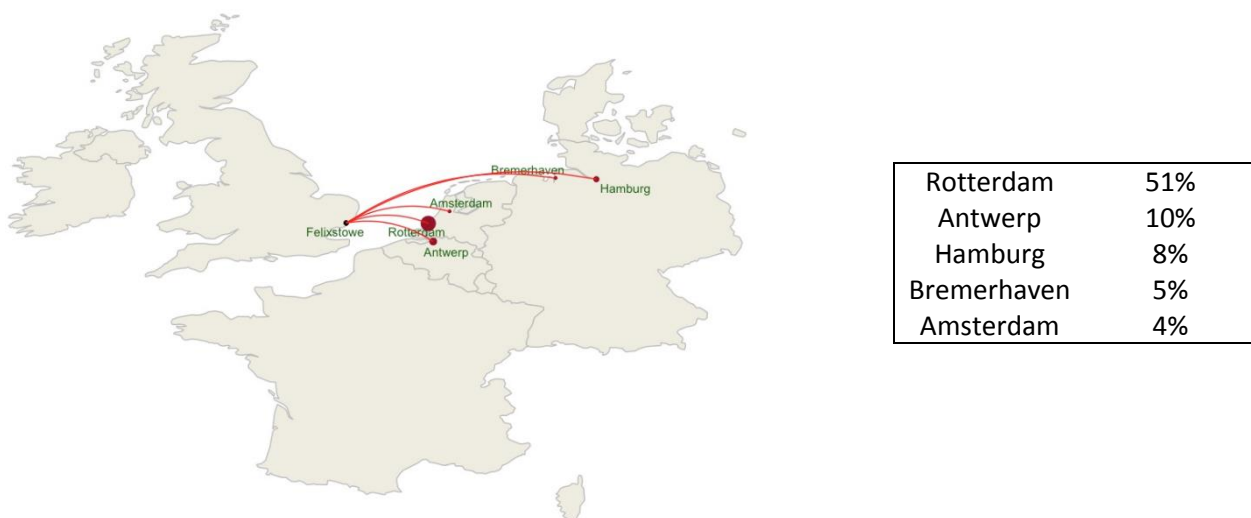 Bremerhaven
Hamburg
Amsterdam
Felixstowe
Rotterdam
Antwerp
Rotterdam 51%
Antwerp 10%
Hamburg 8%
Bremerhaven 5%
Amsterdam 4%